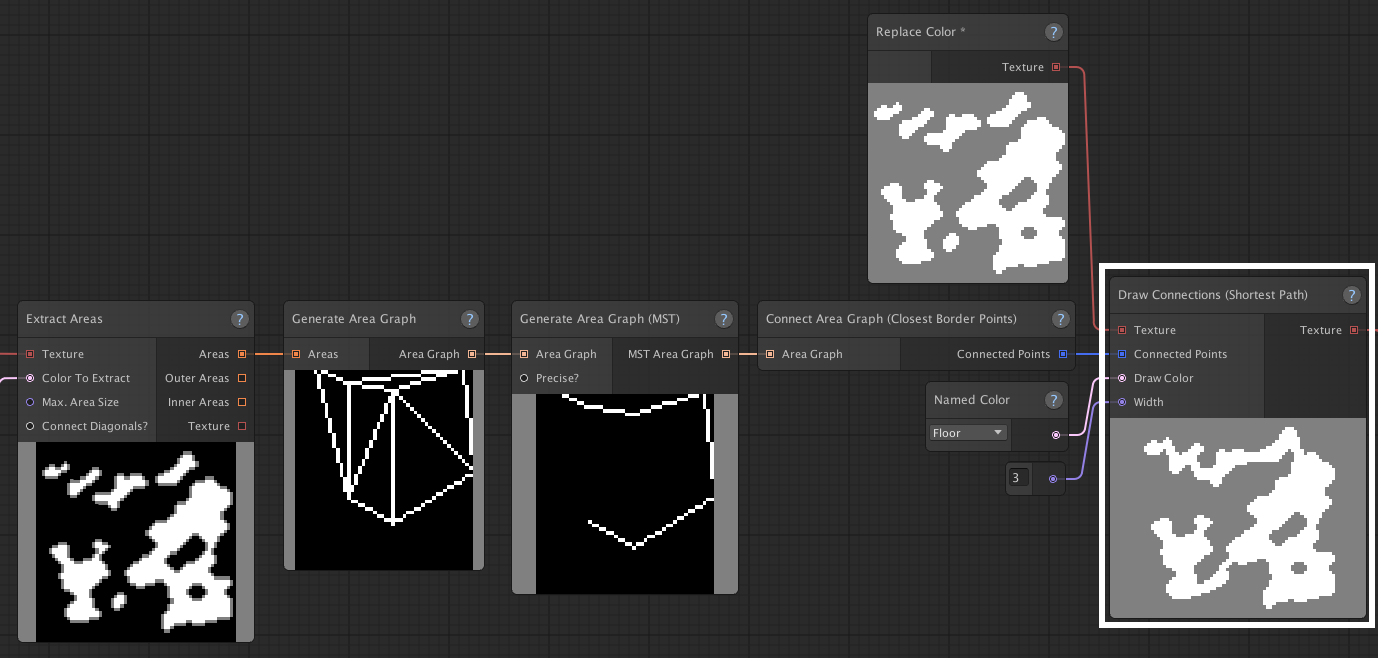 Replace Color * ?
Texture
Extract Areas ?
Texture Areas
Color To Extract Outer Areas
Max. Area Size Inner Areas
Connect Diagonals? Texture
Generate Area Graph ?
Areas Area Graph
Generate Area Graph (MST) ?
Area Graph MST Area Graph
Precise?
Connect Area Graph (Closest Border Points) ?
Area Graph Connected Points
Named Color ?
Floor
3
Draw Connections (Shortest Path) ?
Texture Texture
Connected Points
Draw Color
Width